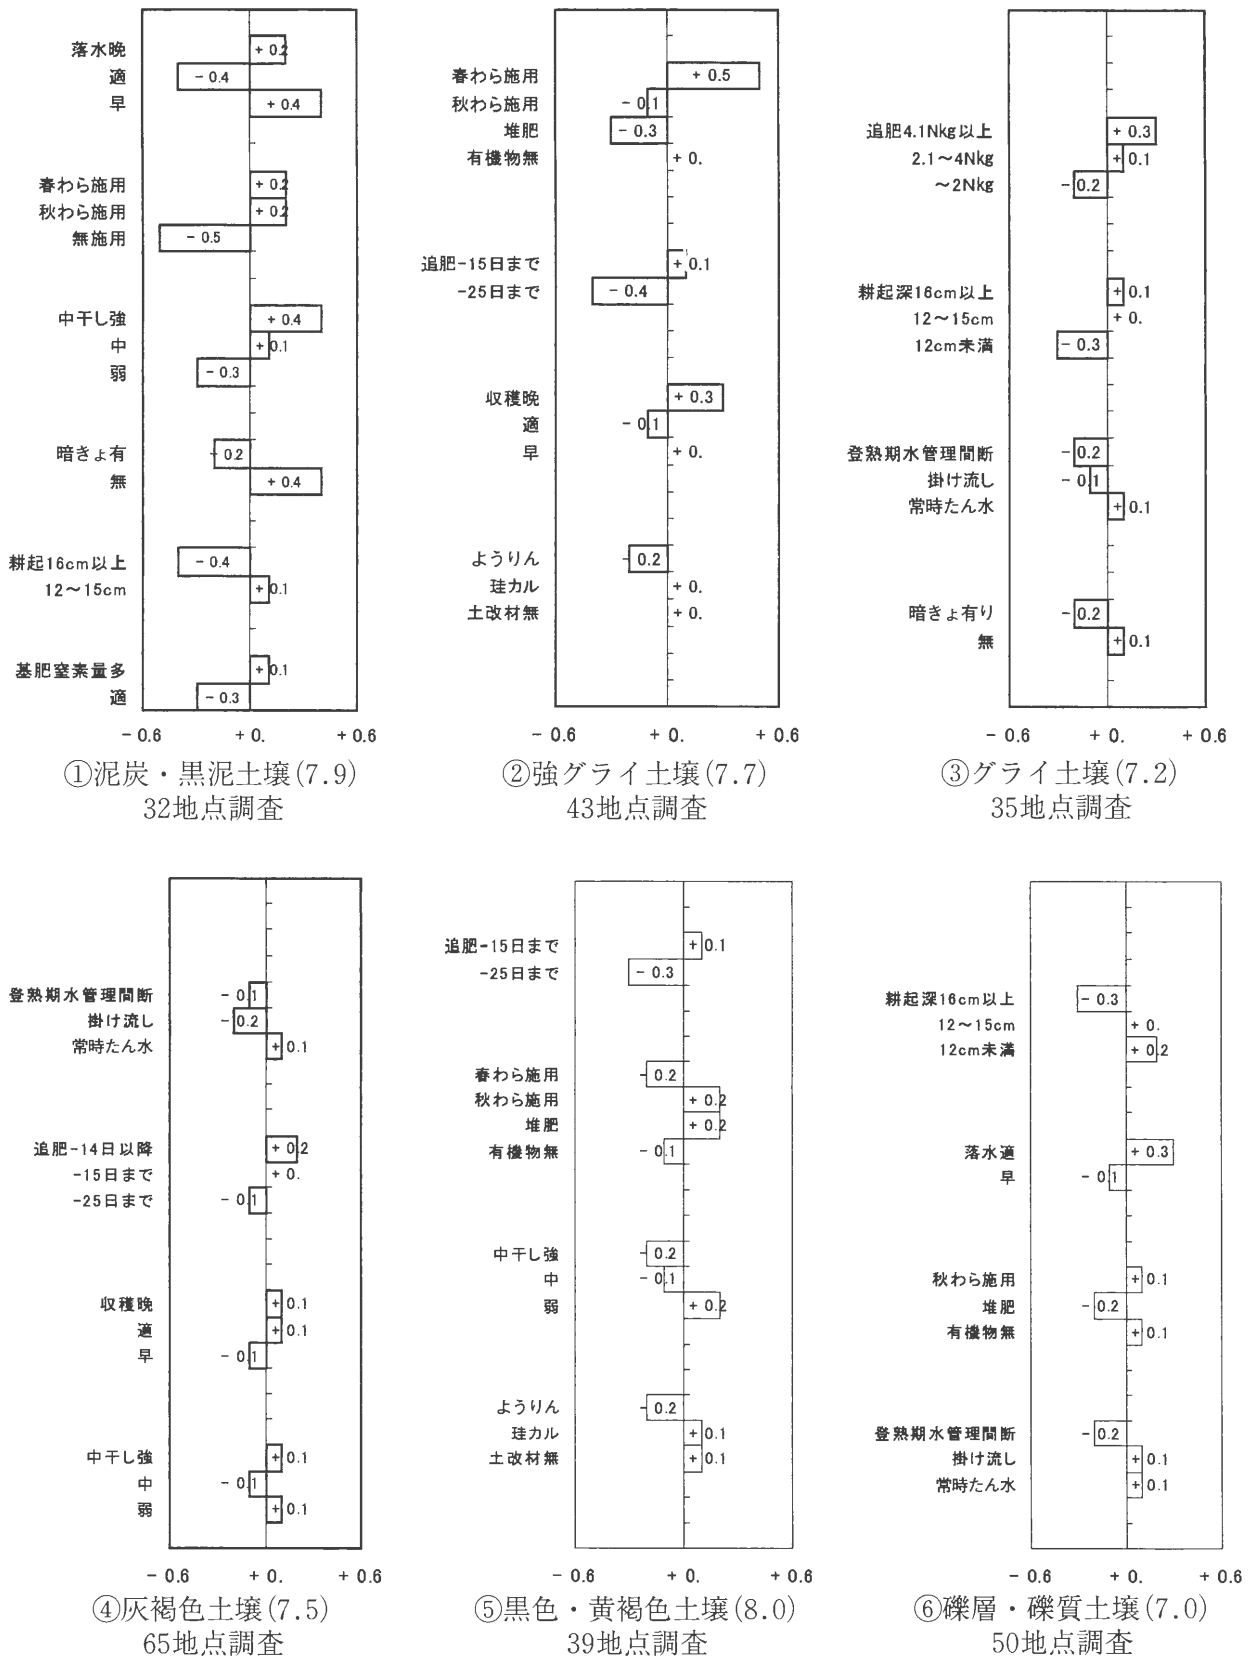 落水晩 + 0.2
適 - 0.4
早 + 0.4
春わら施用 + 0.2
秋わら施用 + 0.2
無施用 - 0.5
中干し強 + 0.4
中 + 0.1
弱 - 0.3
暗きょ有 - 0.2
無 + 0.4
耕起16cm以上 - 0.4
12～15cm + 0.1
基肥窒素量多 + 0.1
適 - 0.3
- 0.6 + 0. + 0.6
①泥炭・黒泥土壌(7.9)
32地点調査
春わら施用 + 0.5
秋わら施用 - 0.1
堆肥 - 0.3
有機物無 + 0.
追肥-15日まで + 0.1
-25日まで - 0.4
収穫晩 + 0.3
適 - 0.1
早 + 0.
ようりん - 0.2
珪カル + 0.
土改材無 + 0.
- 0.6 + 0. + 0.6
②強グライ土壌(7.7)
43地点調査
追肥4.1Nkg以上 + 0.3
2.1～4Nkg + 0.1
～2Nkg - 0.2
耕起深16cm以上 + 0.1
12～15cm + 0.
12cm未満 - 0.3
登熟期水管理間断 - 0.2
掛け流し - 0.1
常時たん水 + 0.1
暗きょ有り - 0.2
無 + 0.1
- 0.6 + 0. + 0.6
③グライ土壌(7.2)
35地点調査
登熟期水管理間断 - 0.1
掛け流し - 0.2
常時たん水 + 0.1
追肥-14日以降 + 0.2
-15日まで + 0.
-25日まで - 0.1
収穫晩 + 0.1
適 + 0.1
早 - 0.1
中干し強 + 0.1
中 - 0.1
弱 + 0.1
- 0.6 + 0. + 0.6
④灰褐色土壌(7.5)
65地点調査
追肥-15日まで + 0.1
-25日まで - 0.3
春わら施用 - 0.2
秋わら施用 + 0.2
堆肥 + 0.2
有機物無 - 0.1
中干し強 - 0.2
中 - 0.1
弱 + 0.2
ようりん - 0.2
珪カル + 0.1
土改材無 + 0.1
- 0.6 + 0. + 0.6
⑤黒色・黄褐色土壌(8.0)
39地点調査
耕起深16cm以上 - 0.3
12～15cm + 0.
12cm未満 + 0.2
落水適 + 0.3
早 - 0.1
秋わら施用 + 0.1
堆肥 - 0.2
有機物無 + 0.1
登熟期水管理間断 - 0.2
掛け流し + 0.1
常時たん水 + 0.1
- 0.6 + 0. + 0.6
⑥礫層・礫質土壌(7.0)
50地点調査